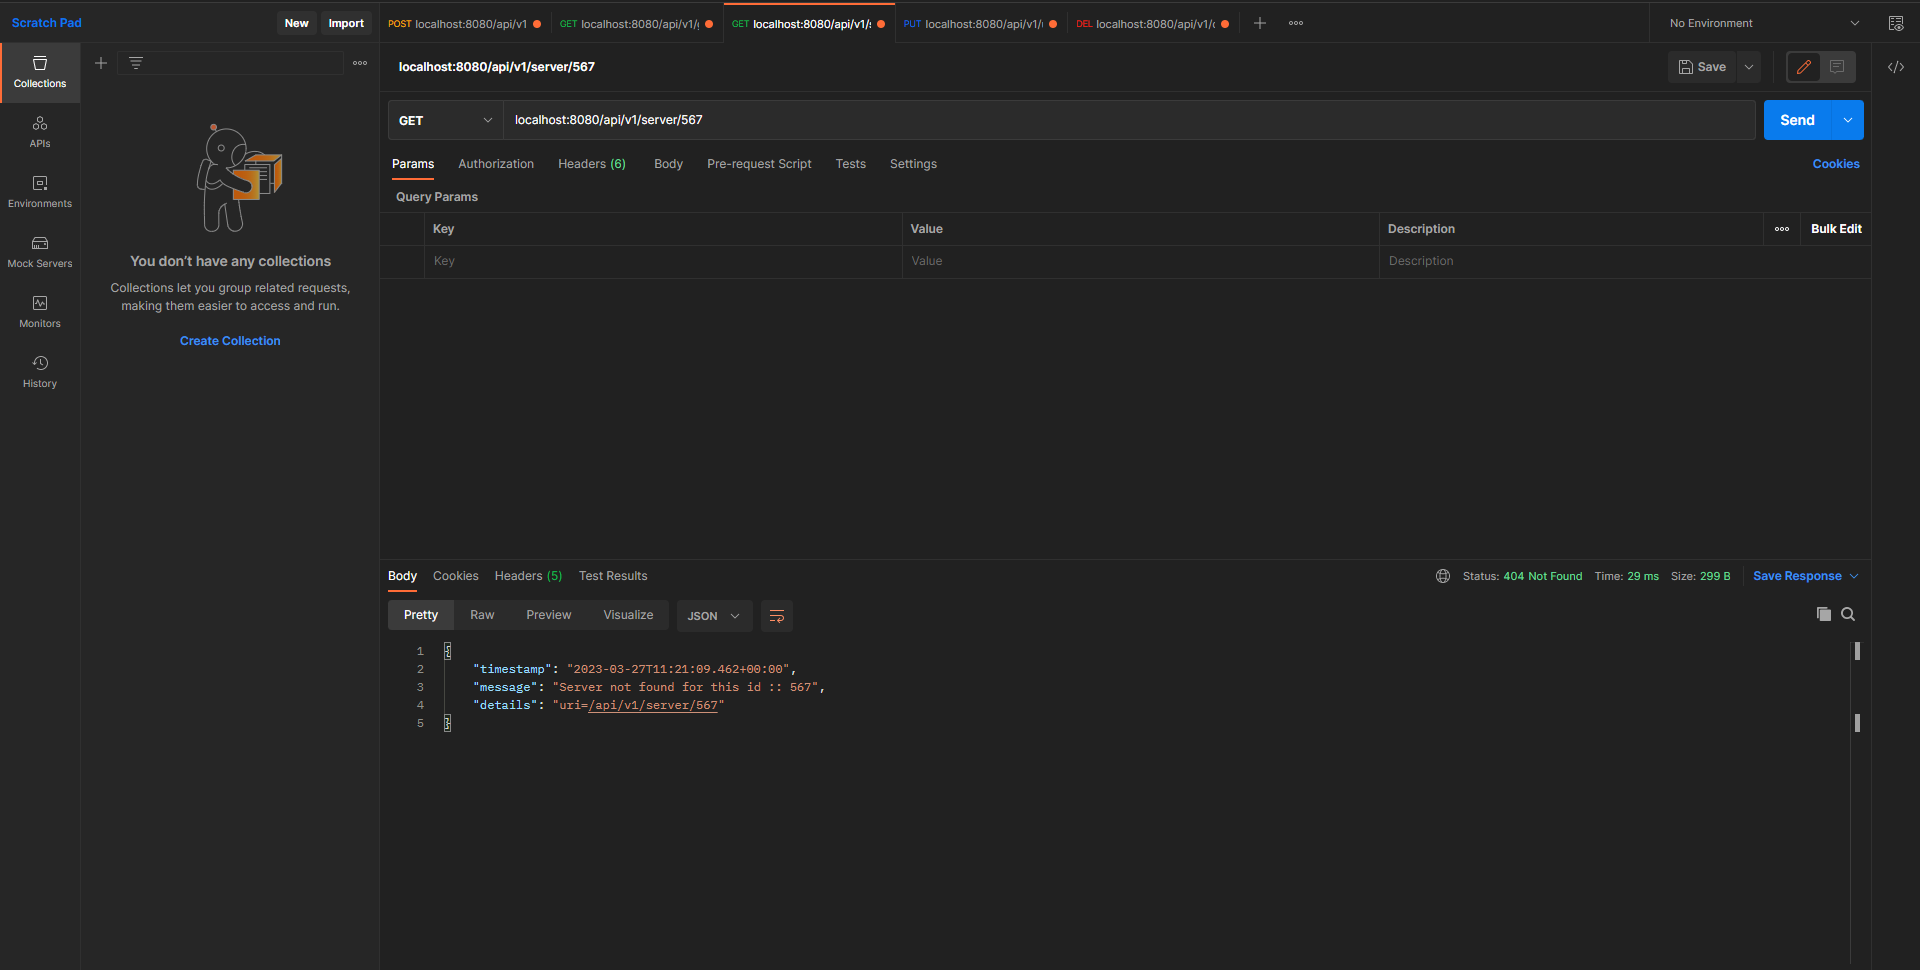 Scratch Pad
New
Import
POST localhost:8080/api/v1
GET localhost:8080/api/v1/
GET localhost:8080/api/v1/
PUT localhost:8080/api/v1/
DEL localhost:8080/api/v1/
No Environment
Collections
APIs
Environments
Mock Servers
Monitors
History
You don’t have any collections
Collections let you group related requests,
making them easier to access and run.
Create Collection
localhost:8080/api/v1/server/567
Save
GET
localhost:8080/api/v1/server/567
Send
Params
Authorization
Headers (6)
Body
Pre-request Script
Tests
Settings
Cookies
Query Params
Key
Value
Description
Bulk Edit
Key
Value
Description
Body
Cookies
Headers (5)
Test Results
Status: 404 Not Found
Time: 29 ms
Size: 299 B
Save Response
Pretty
Raw
Preview
Visualize
JSON
1 {
2 "timestamp": "2023-03-27T11:21:09.462+00:00",
3 "message": "Server not found for this id :: 567",
4 "details": "uri=/api/v1/server/567"
5 }